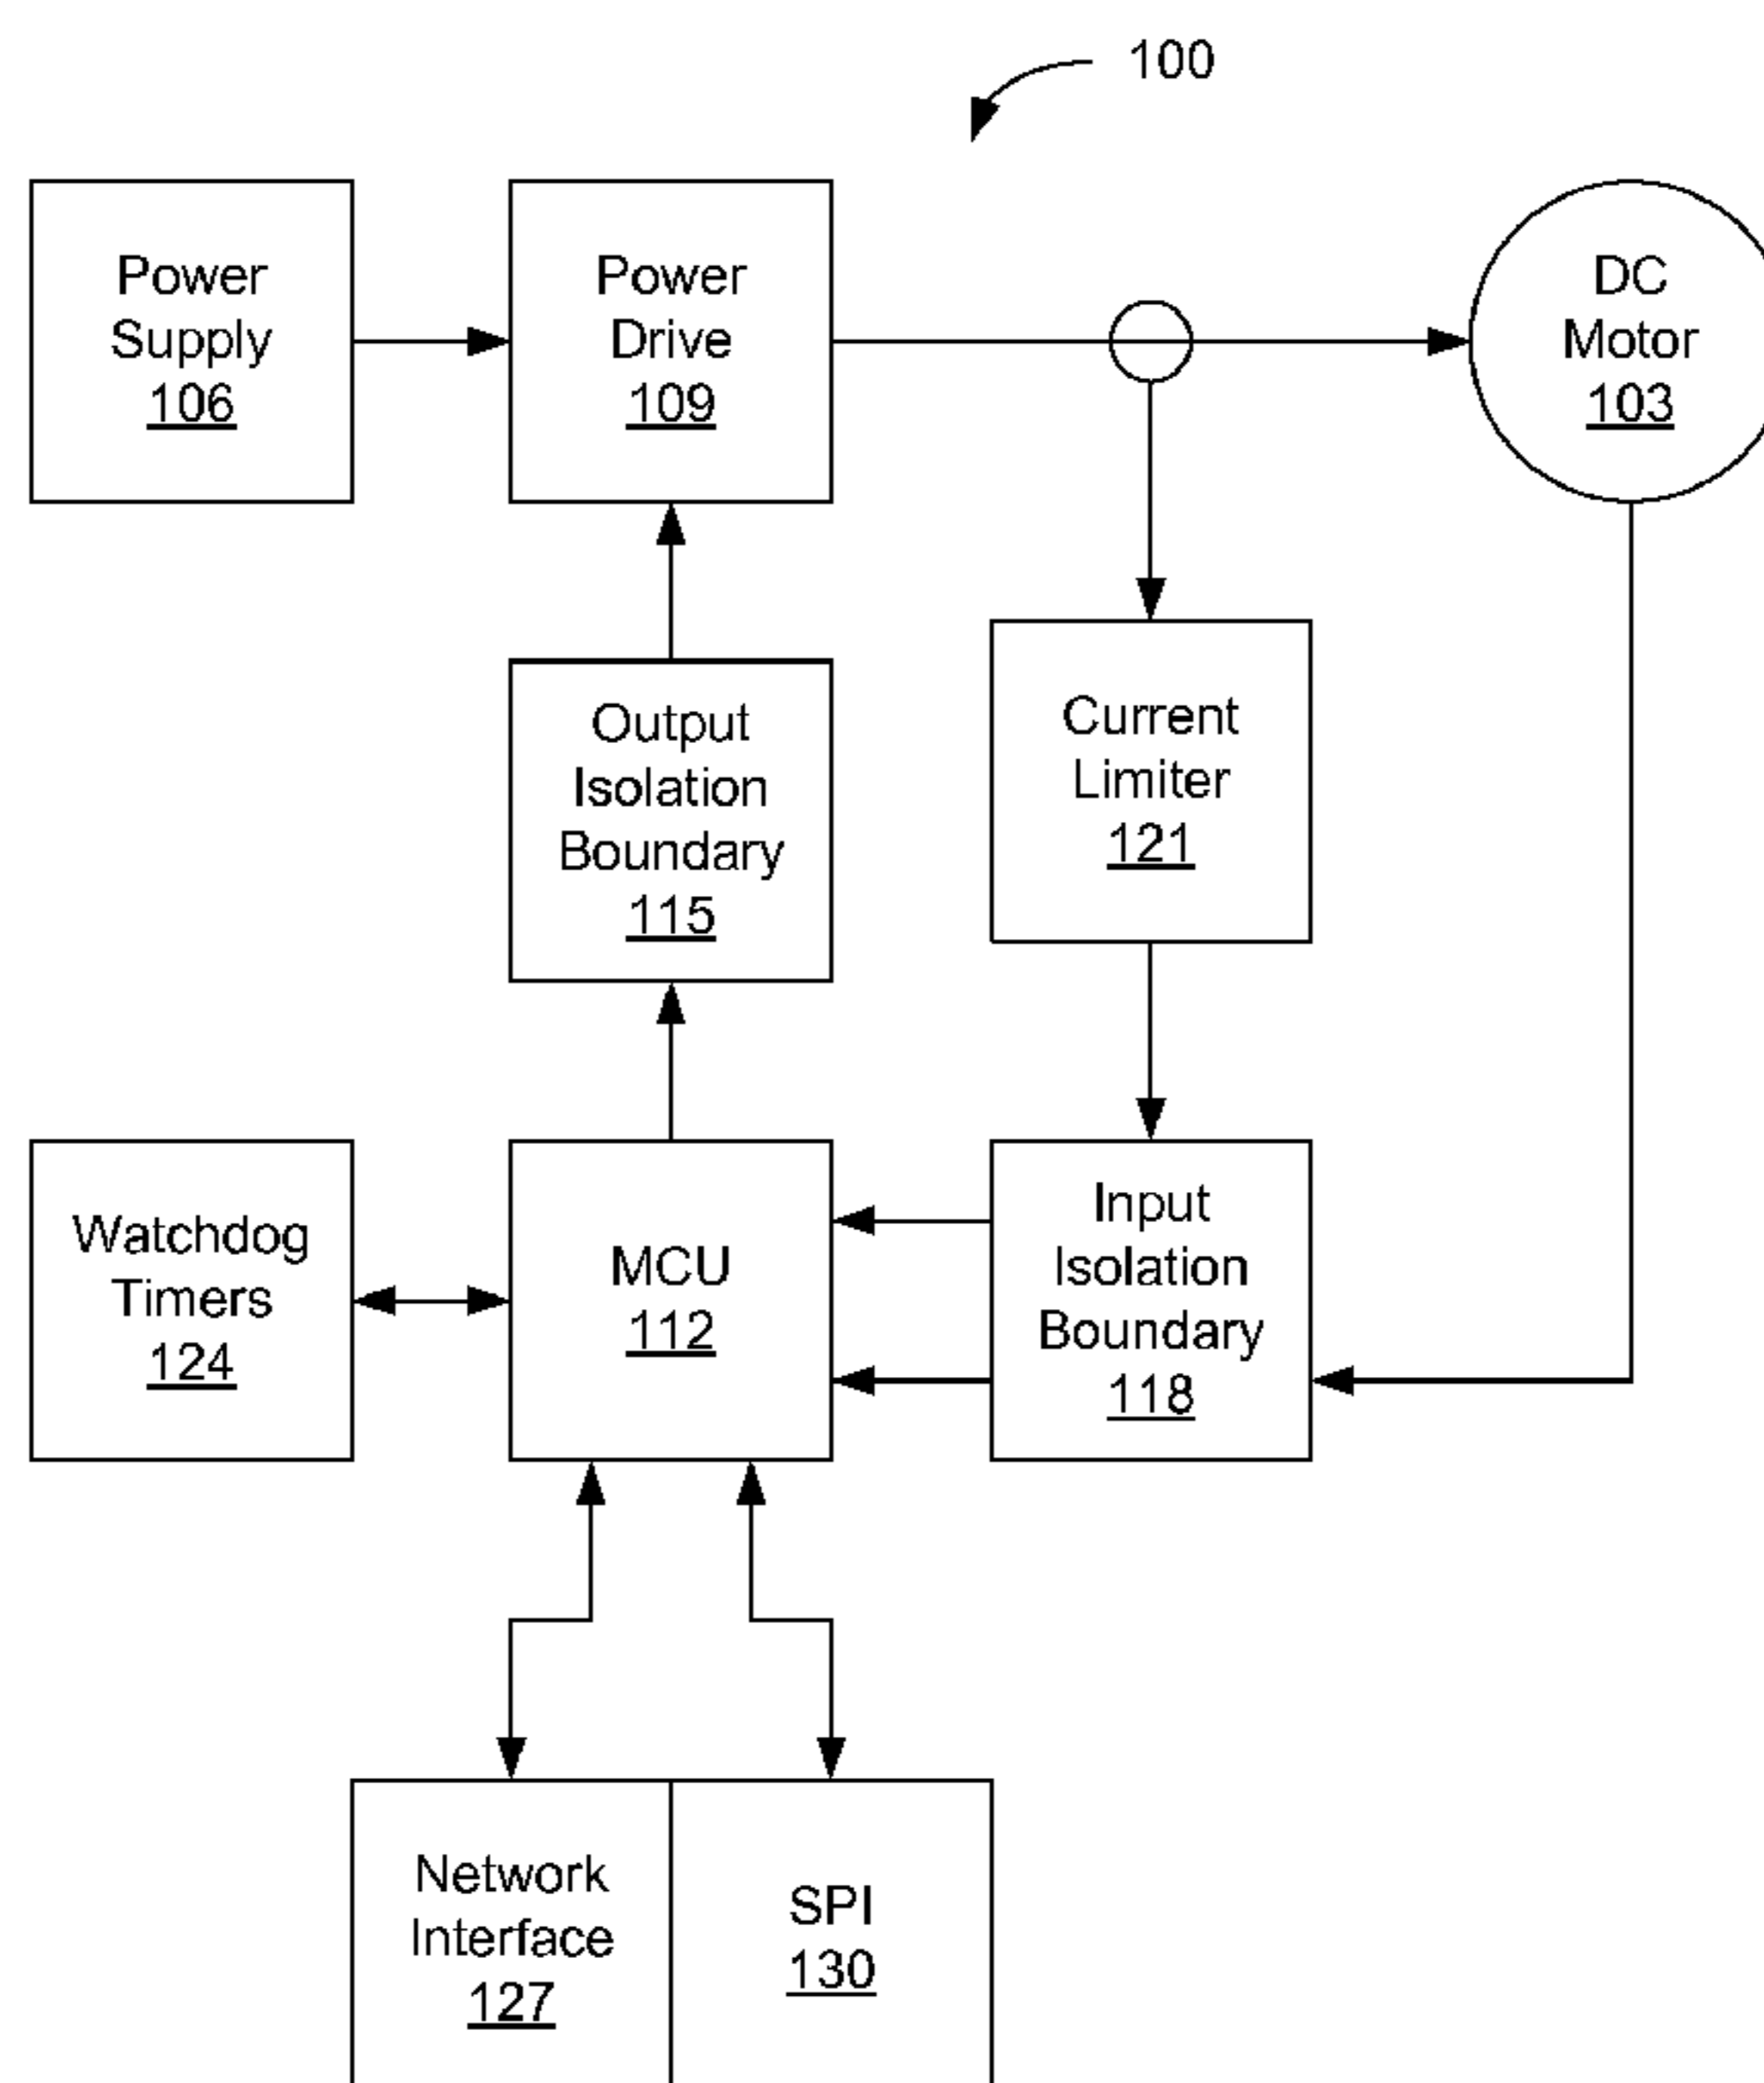 100
Power
Supply
106
Power
Drive
109
DC
Motor
103
Output
Isolation
Boundary
115
Current
Limiter
121
Watchdog
Timers
124
MCU
112
Input
Isolation
Boundary
118
Network
Interface
127
SPI
130